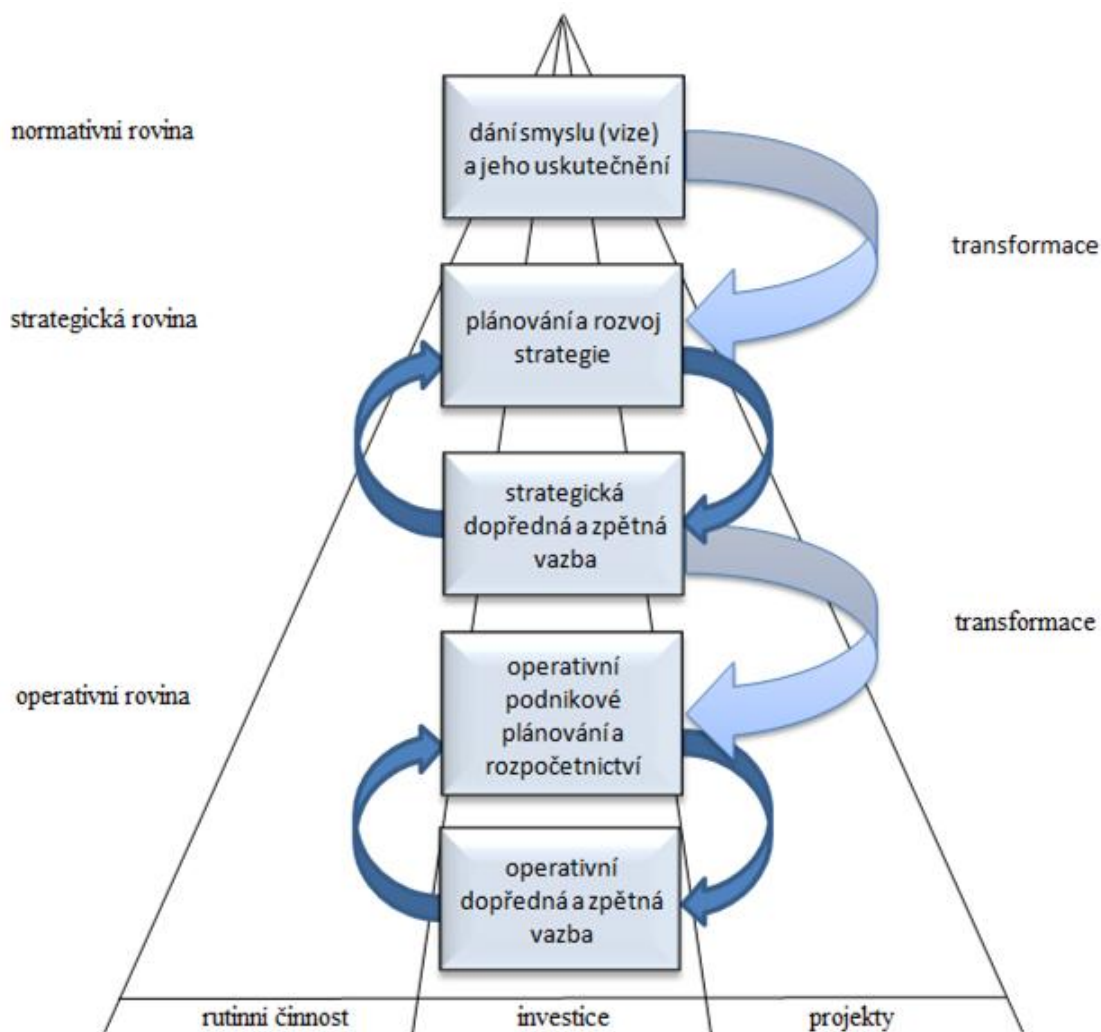 normativní rovina
dání smyslu (vize)
a jeho uskutečnění
transformace
strategická rovina
plánování a rozvoj
strategie
strategická
dopředná a zpětná
vazba
transformace
operativní rovina
operativní
podnikové
plánování a
rozpočetnictví
operativní
dopředná a zpětná
vazba
rutinní činnost
investice
projekty